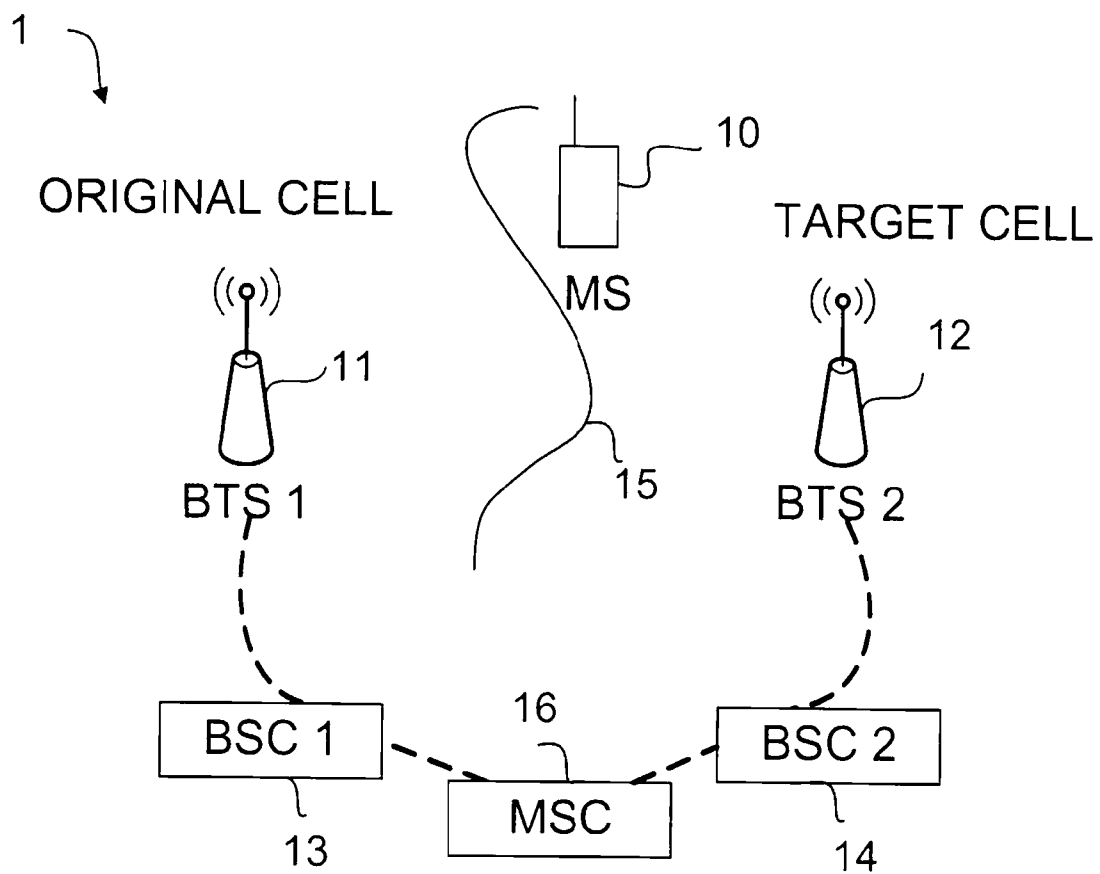 1
10
ORIGINAL CELL
TARGET CELL
MS
11
12
15
BTS 1
BTS 2
16
BSC 1
BSC 2
MSC
13
14